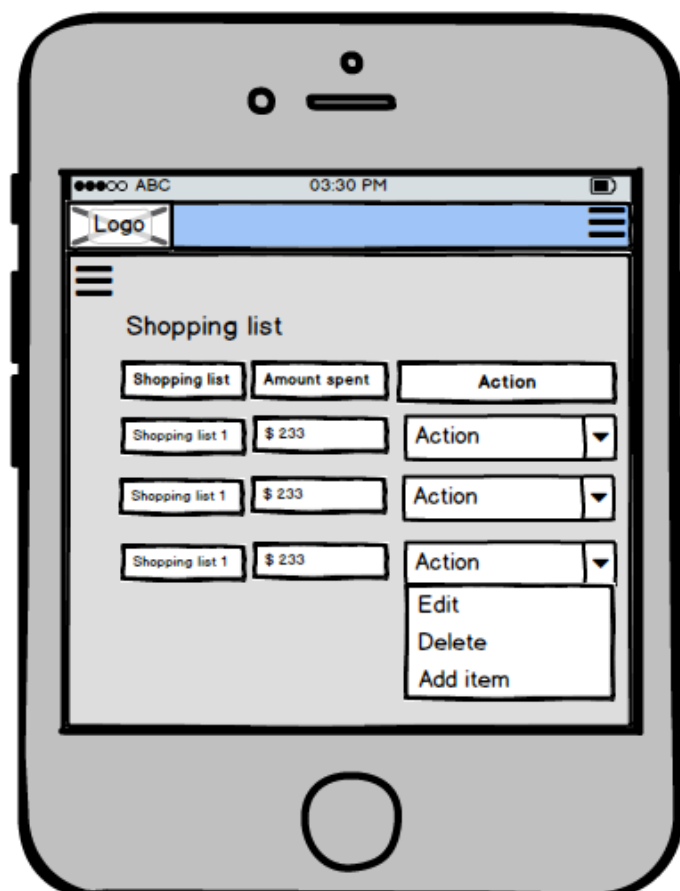 ABC 03:30 PM
Logo
Shopping list
Shopping list Amount spent Action
Shopping list 1 $ 233 Action
Shopping list 1 $ 233 Action
Shopping list 1 $ 233 Action
Edit
Delete
Add item